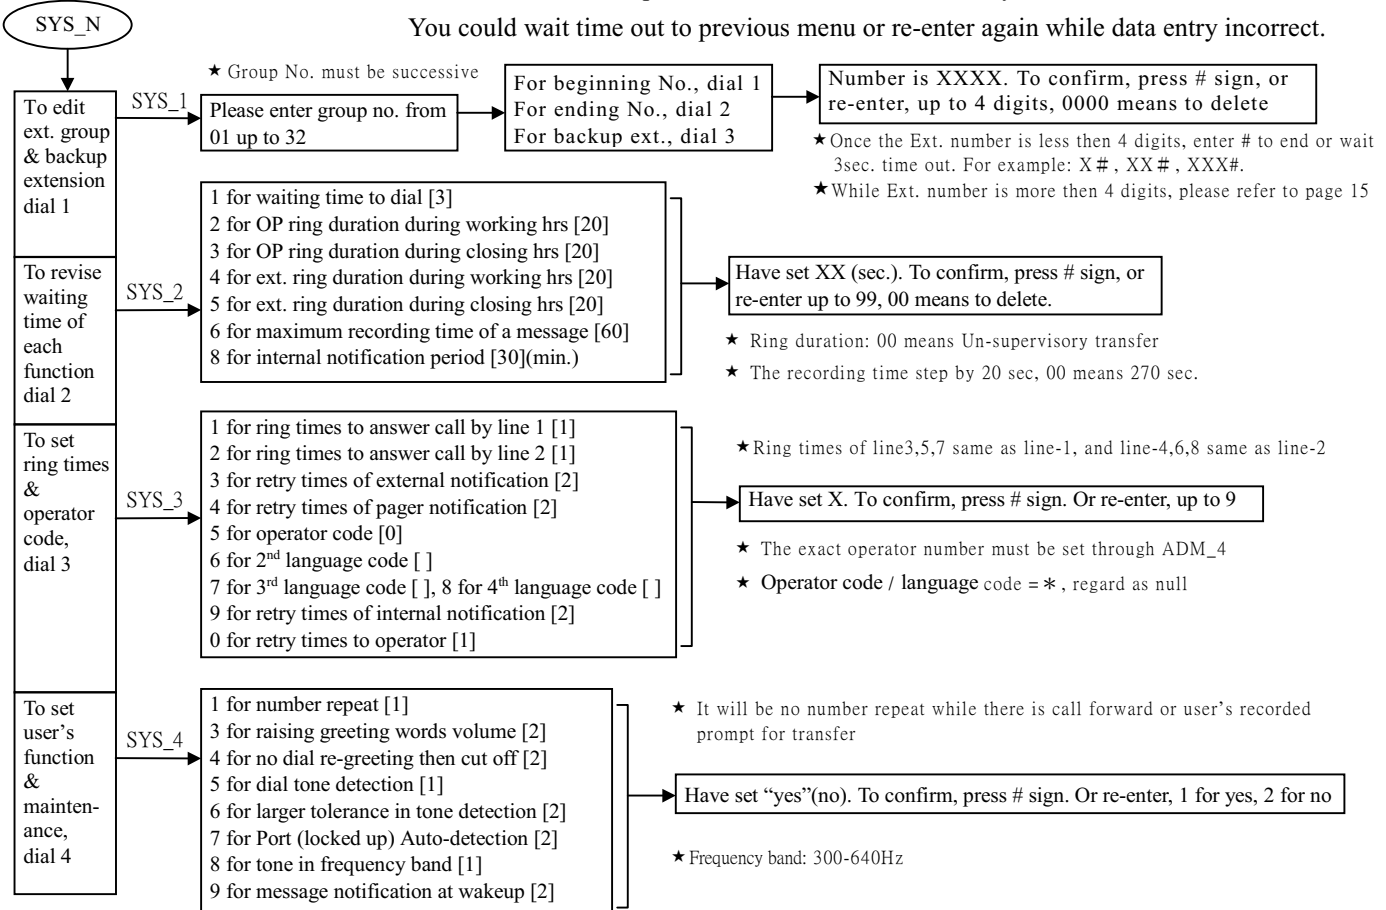 You could wait time out to previous menu or re-enter again while data entry incorrect.
SYS_N
To edit
ext. group
& backup
extension
dial 1
SYS_1
★ Group No. must be successive
Please enter group no. from
01 up to 32
For beginning No., dial 1
For ending No., dial 2
For backup ext., dial 3
Number is XXXX. To confirm, press # sign, or
re-enter, up to 4 digits, 0000 means to delete
★Once the Ext. number is less then 4 digits, enter # to end or wait
3sec. time out. For example: X#, XX#, XXX#.
★While Ext. number is more then 4 digits, please refer to page 15
To revise
waiting
time of
each
function
dial 2
SYS_2
1 for waiting time to dial [3]
2 for OP ring duration during working hrs [20]
3 for OP ring duration during closing hrs [20]
4 for ext. ring duration during working hrs [20]
5 for ext. ring duration during closing hrs [20]
6 for maximum recording time of a message [60]
8 for internal notification period [30](min.)
Have set XX (sec.). To confirm, press # sign, or
re-enter up to 99, 00 means to delete.
★ Ring duration: 00 means Un-supervisory transfer
★ The recording time step by 20 sec, 00 means 270 sec.
To set
ring times
&
operator
code,
dial 3
SYS_3
1 for ring times to answer call by line 1 [1]
2 for ring times to answer call by line 2 [1]
3 for retry times of external notification [2]
4 for retry times of pager notification [2]
5 for operator code [0]
6 for 2nd language code [ ]
7 for 3rd language code [ ], 8 for 4th language code [ ]
9 for retry times of internal notification [2]
0 for retry times to operator [1]
★Ring times of line3,5,7 same as line-1, and line-4,6,8 same as line-2
Have set X. To confirm, press # sign. Or re-enter, up to 9
★ The exact operator number must be set through ADM_4
★ Operator code / language code =*, regard as null
To set
user's
function
&
mainten-
ance,
dial 4
SYS_4
1 for number repeat [1]
3 for raising greeting words volume [2]
4 for no dial re-greeting then cut off [2]
5 for dial tone detection [1]
6 for larger tolerance in tone detection [2]
7 for Port (locked up) Auto-detection [2]
8 for tone in frequency band [1]
9 for message notification at wakeup [2]
★ It will be no number repeat while there is call forward or user's recorded
prompt for transfer
Have set “yes”(no). To confirm, press # sign. Or re-enter, 1 for yes, 2 for no
★Frequency band: 300-640Hz